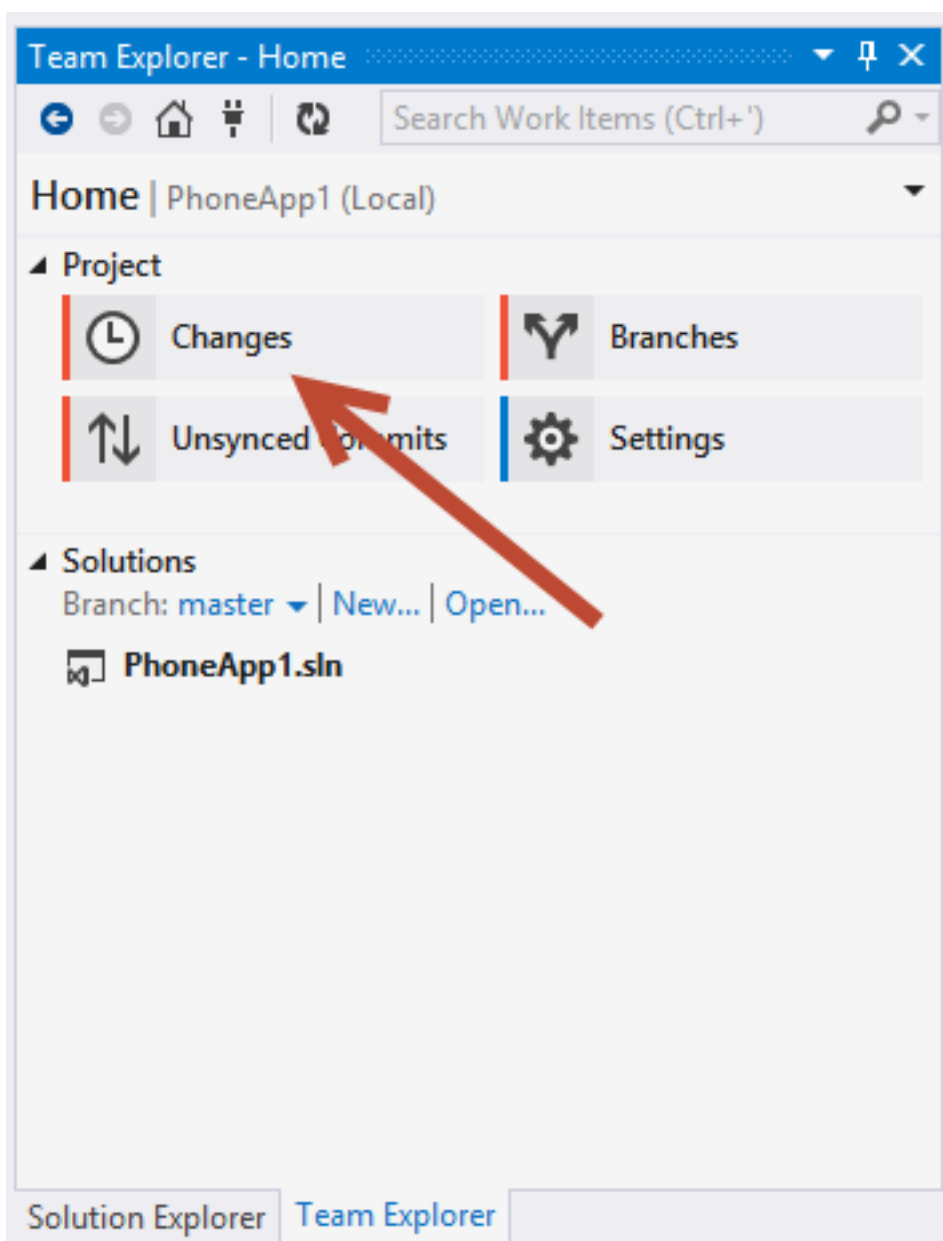 Team Explorer - Home
Search Work Items (Ctrl+')
Home | PhoneApp1 (Local)
Project
Changes
Branches
Unsynced Commits
Settings
Solutions
Branch: master | New... | Open...
PhoneApp1.sln
Solution Explorer
Team Explorer